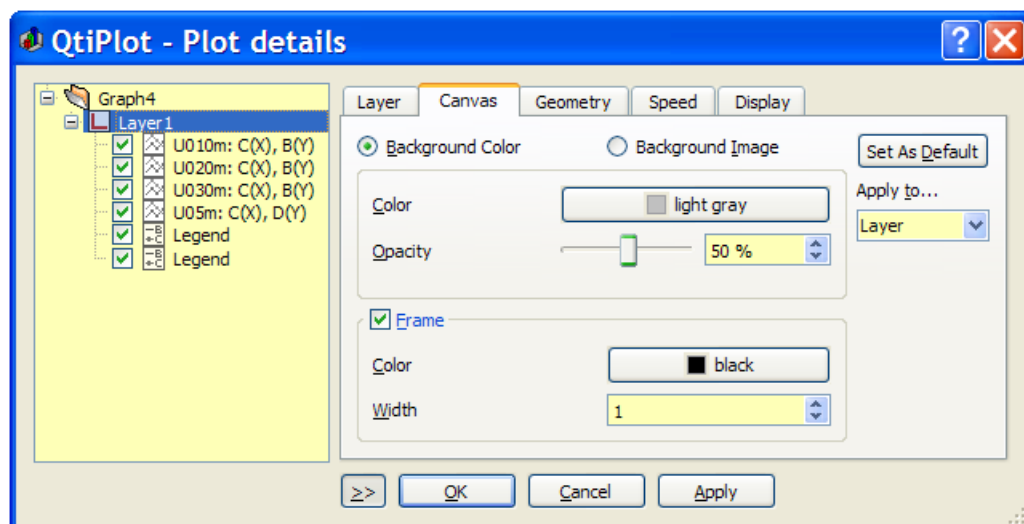 QtiPlot - Plot details
Graph4
Layer1
U010m: C(X), B(Y)
U020m: C(X), B(Y)
U030m: C(X), B(Y)
U05m: C(X), D(Y)
Legend
Legend
Layer Canvas Geometry Speed Display
Background Color Background Image Set As Default
Color light gray
Opacity 50 %
Apply to...
Layer
Frame
Color black
Width 1
>> OK Cancel Apply